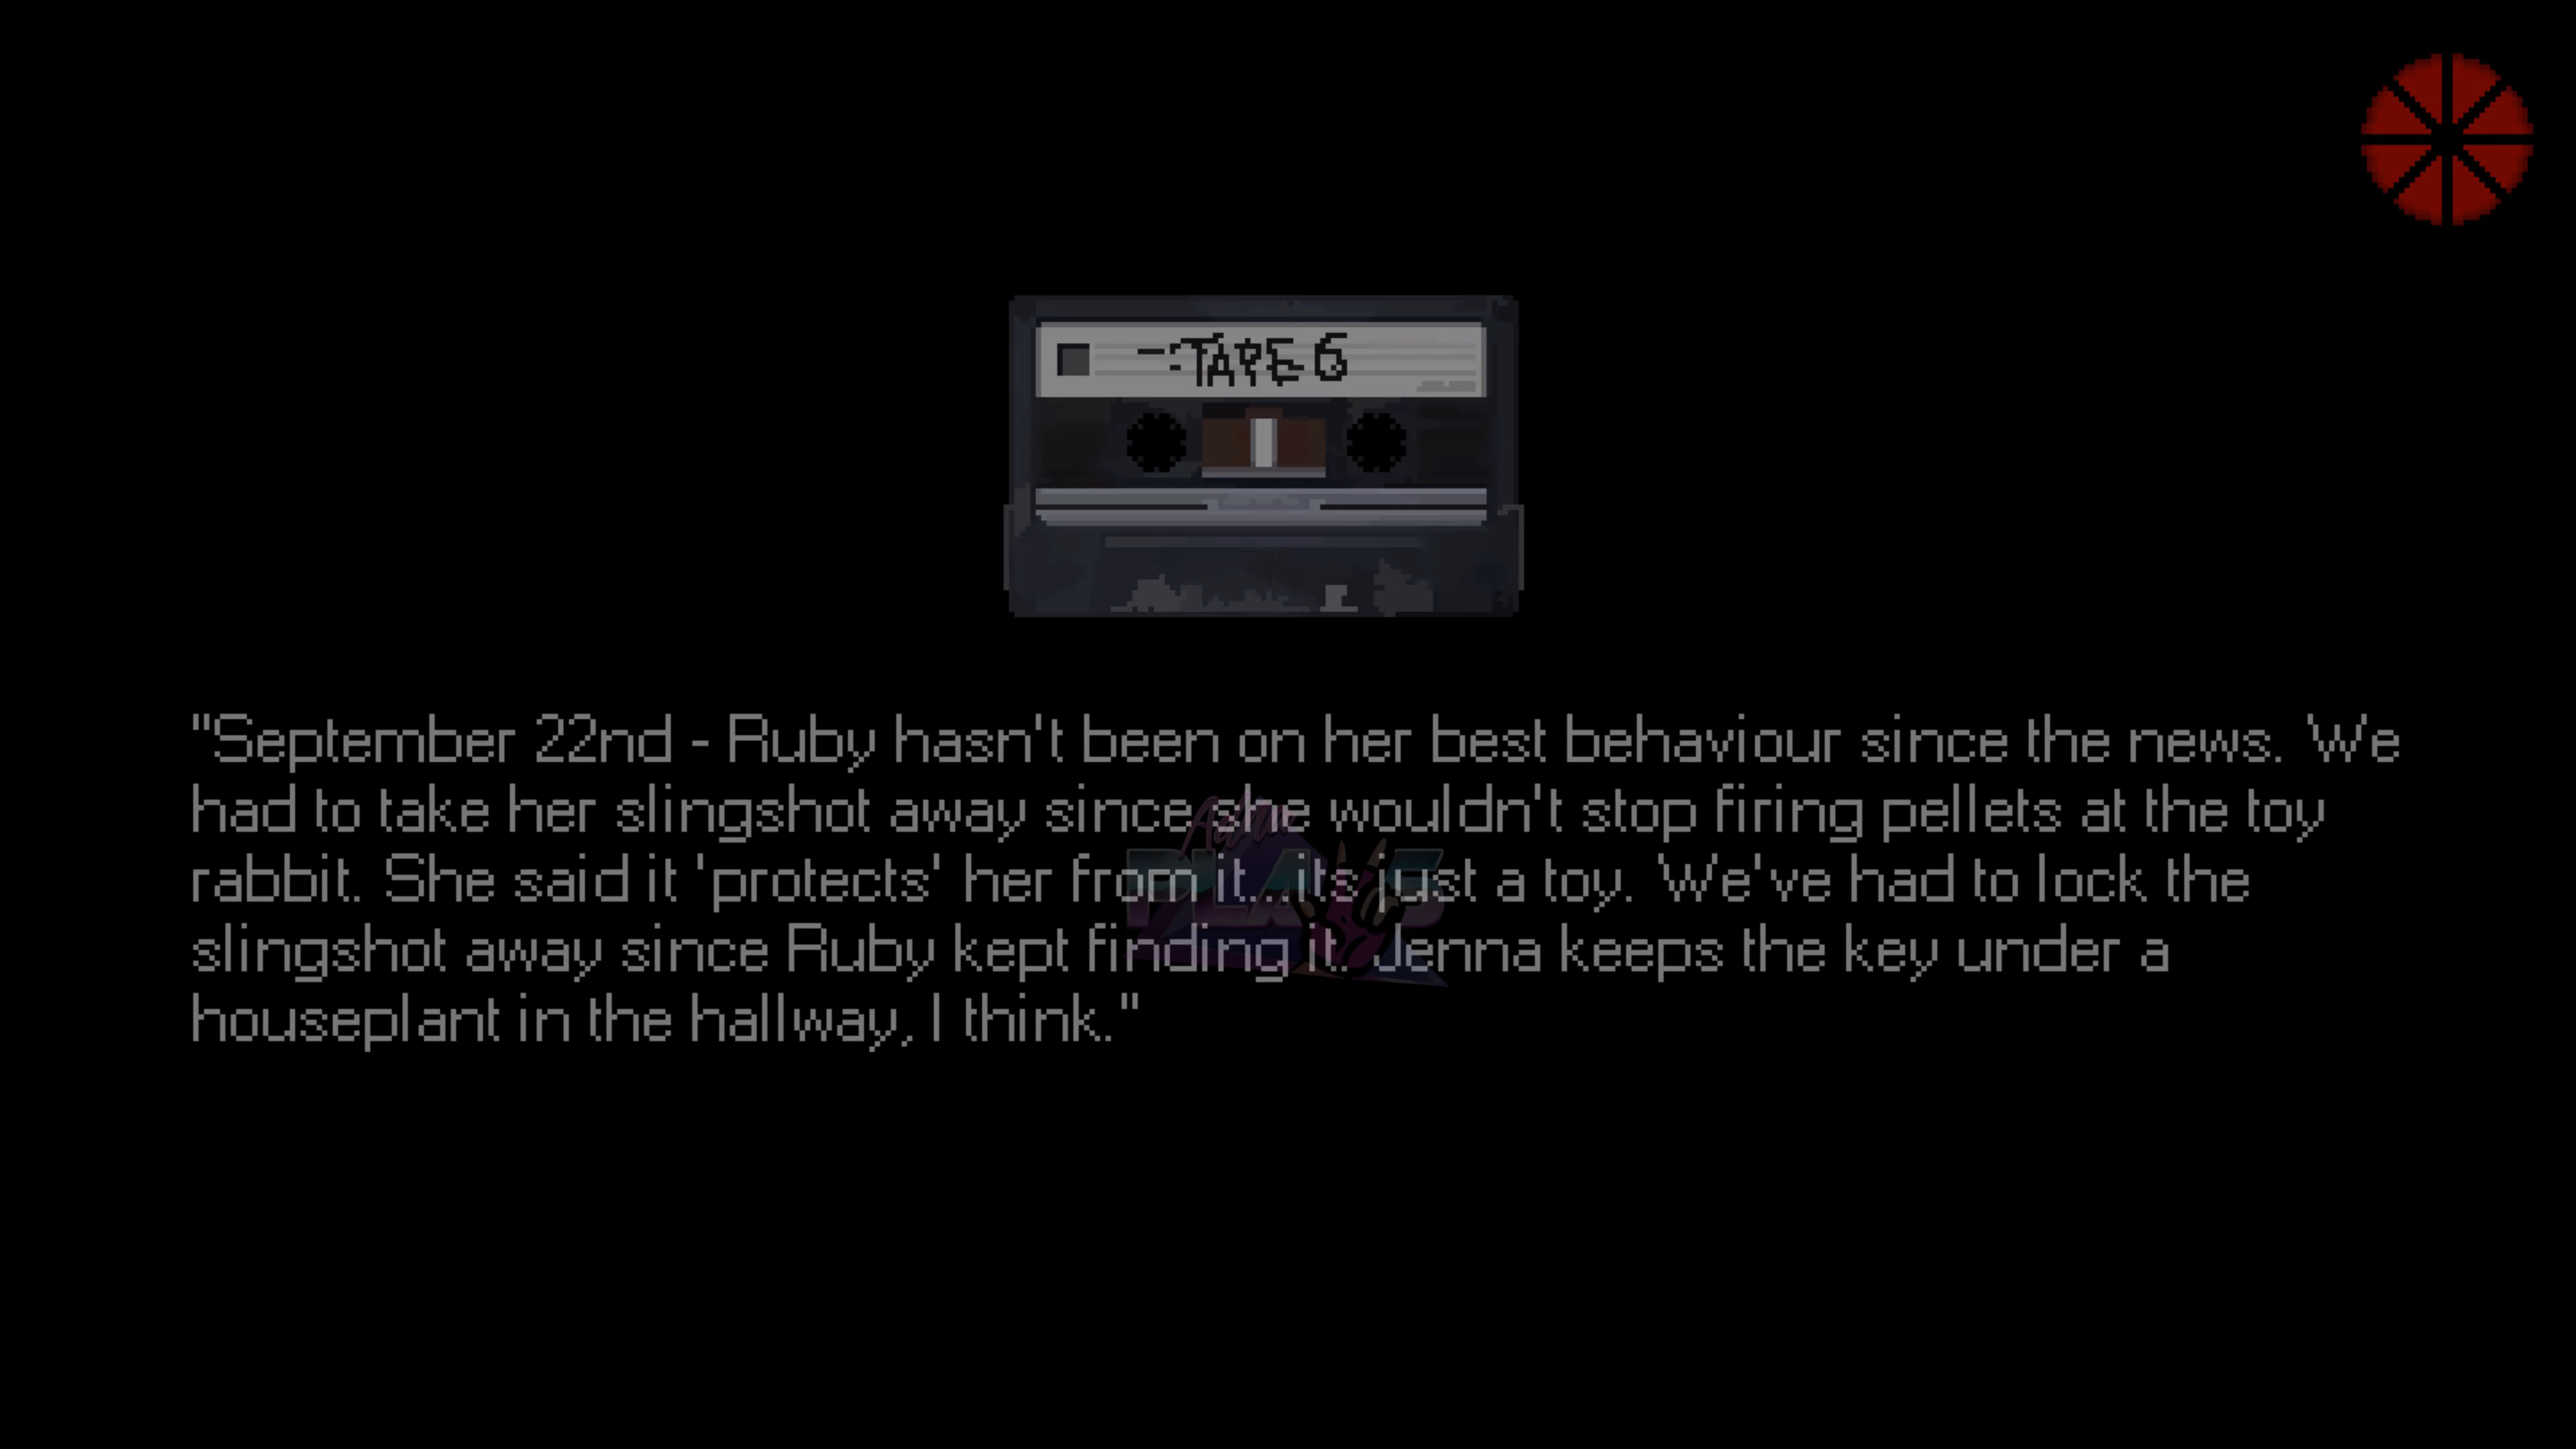 -TAPE 6
"September 22nd - Ruby hasn't been on her best behaviour since the news. We
had to take her slingshot away since she wouldn't stop firing pellets at the toy
rabbit. She said it 'protects' her from it...its just a toy. We've had to lock the
slingshot away since Ruby kept finding it. Jenna keeps the key under a
houseplant in the hallway, I think."